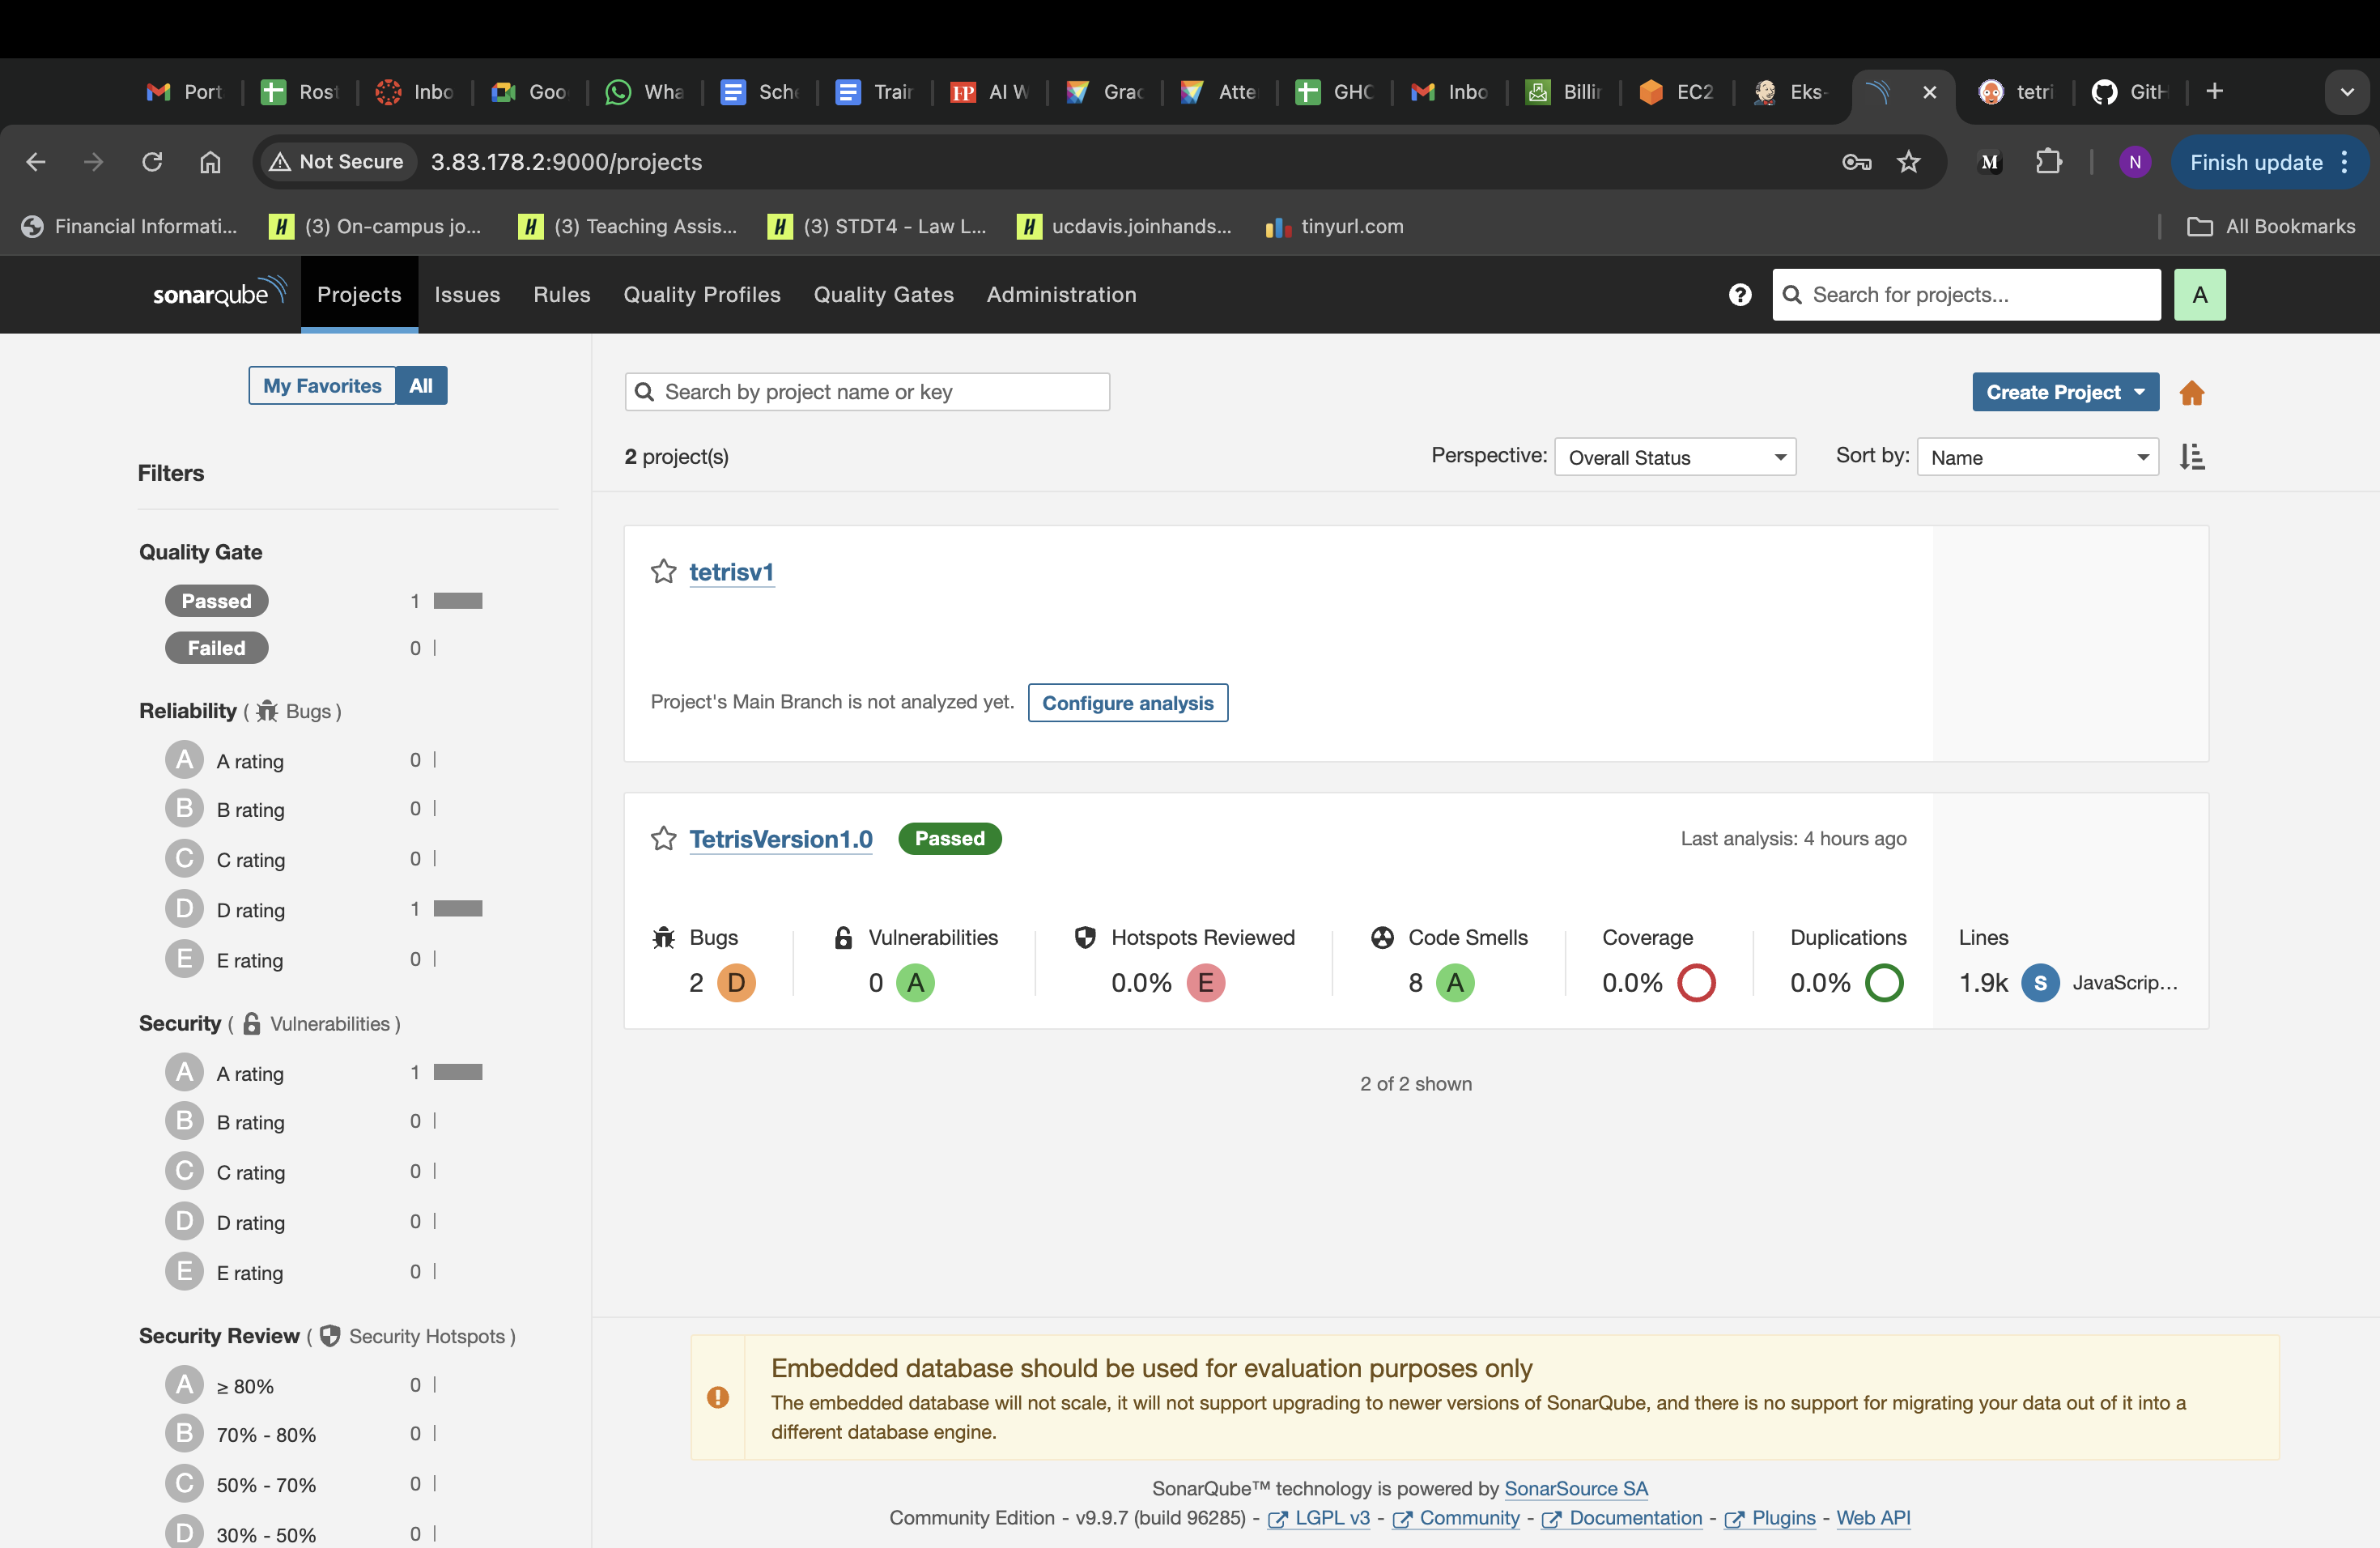 Port Rost Inbo Goo Wha Sche Train AI W Grac Atte GHC Inbo Billin EC2 Eks- tetri GitH
Not Secure 3.83.178.2:9000/projects M N Finish update
Financial Informati... (3) On-campus jo... (3) Teaching Assis... (3) STDT4 - Law L... ucdavis.joinhands... tinyurl.com All Bookmarks
sonarqube Projects Issues Rules Quality Profiles Quality Gates Administration Search for projects... A
My Favorites All
Search by project name or key
Create Project
2 project(s)
Perspective: Overall Status Sort by: Name
Filters
Quality Gate
Passed 1
Failed 0
Reliability ( Bugs )
A A rating 0
B B rating 0
C C rating 0
D D rating 1
E E rating 0
Security ( Vulnerabilities )
A A rating 1
B B rating 0
C C rating 0
D D rating 0
E E rating 0
Security Review ( Security Hotspots )
A ≥ 80% 0
B 70% - 80% 0
C 50% - 70% 0
D 30% - 50% 0
tetrisv1
Project's Main Branch is not analyzed yet. Configure analysis
TetrisVersion1.0 Passed Last analysis: 4 hours ago
Bugs Vulnerabilities Hotspots Reviewed Code Smells Coverage Duplications Lines
2 D 0 A 0.0% E 8 A 0.0% 0.0% 1.9k S JavaScrip...
2 of 2 shown
Embedded database should be used for evaluation purposes only
The embedded database will not scale, it will not support upgrading to newer versions of SonarQube, and there is no support for migrating your data out of it into a
different database engine.
SonarQube™ technology is powered by SonarSource SA
Community Edition - v9.9.7 (build 96285) - LGPL v3 - Community - Documentation - Plugins - Web API